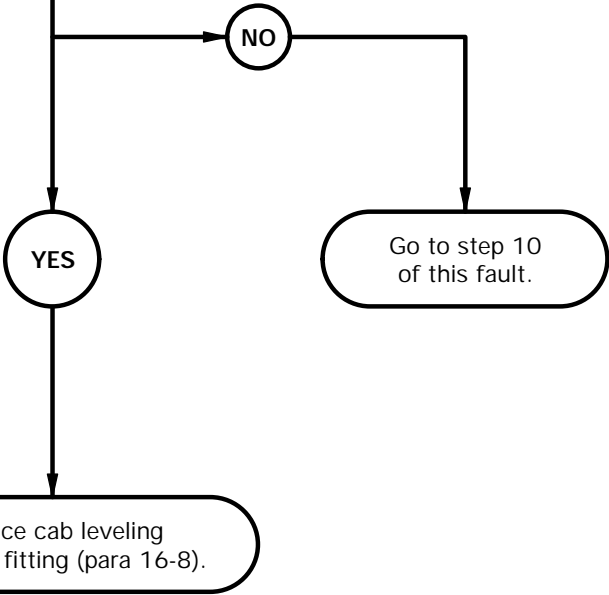 NO
YES
Go to step 10
of this fault.
ce cab leveling
fitting (para 16-8).